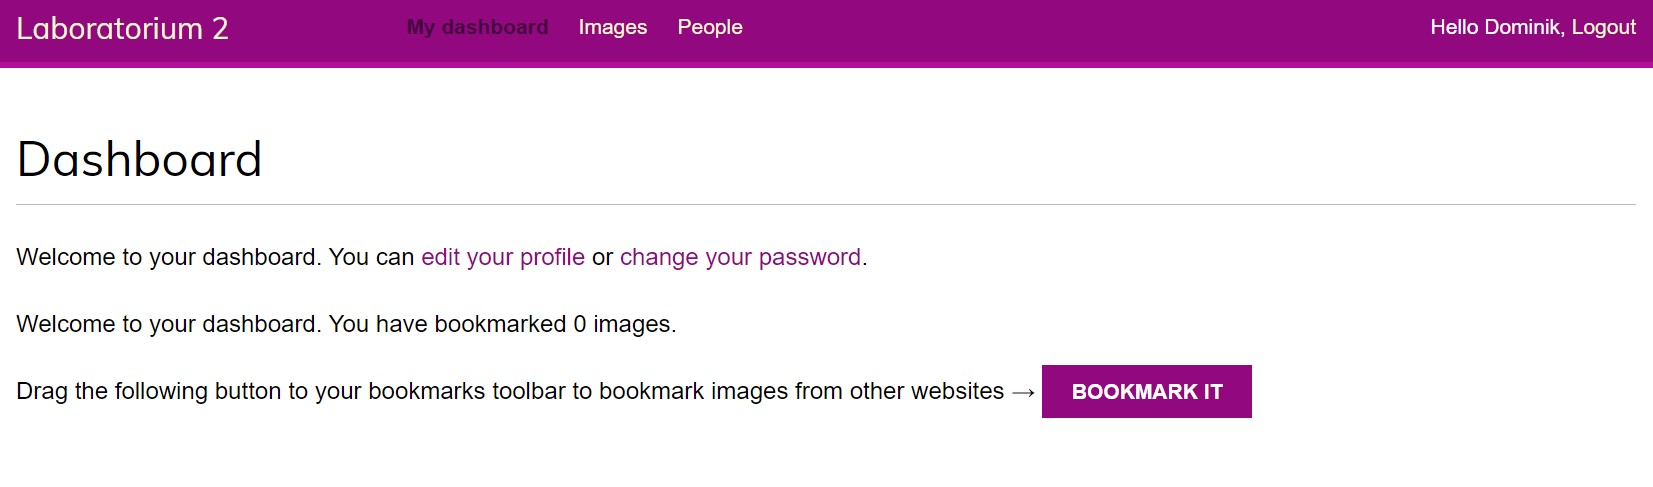 Laboratorium 2 My dashboard Images People Hello Dominik, Logout
Dashboard
Welcome to your dashboard. You can edit your profile or change your password.
Welcome to your dashboard. You have bookmarked 0 images.
Drag the following button to your bookmarks toolbar to bookmark images from other websites → BOOKMARK IT